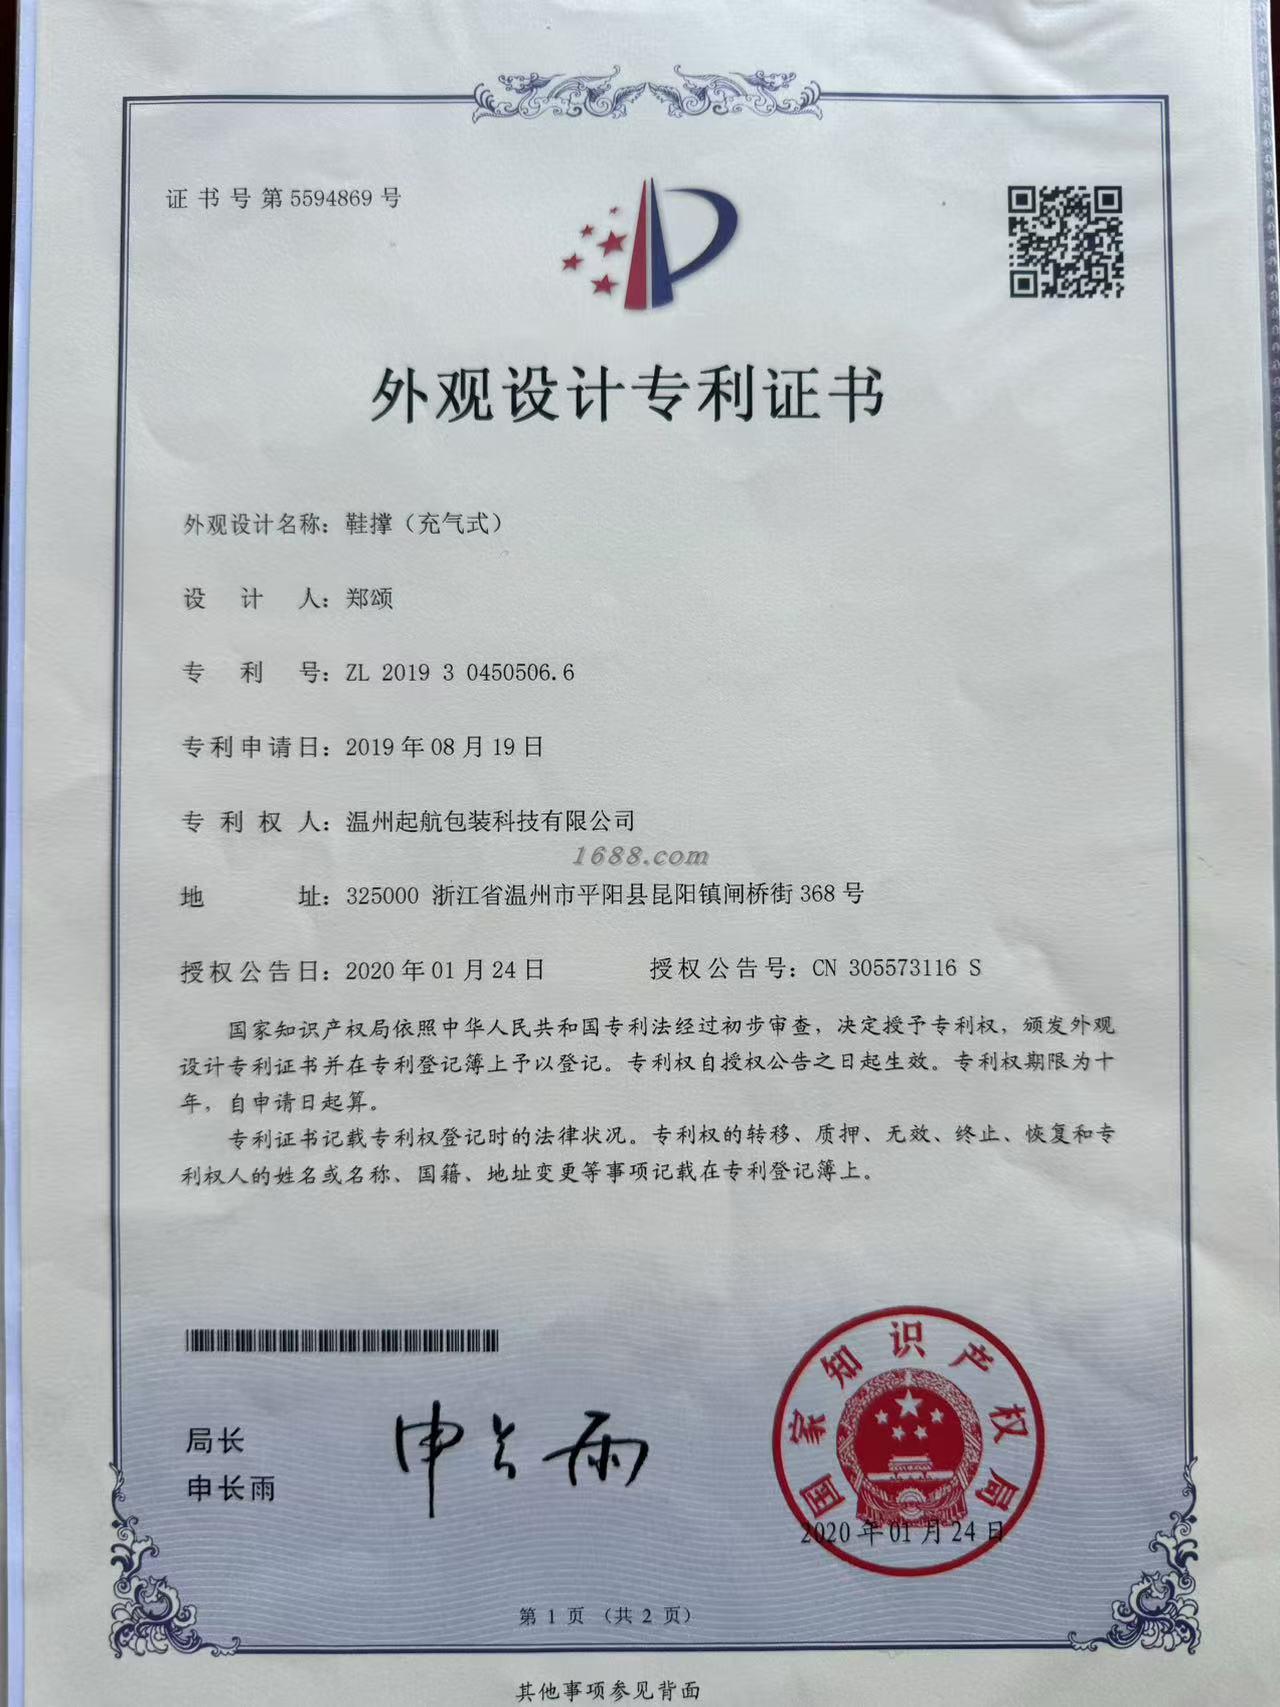 证书号第5594869号
外观设计专利证书
外观设计名称：鞋撑（充气式）
设计人：郑颂
专利号：ZL 2019 3 0450506.6
专利申请日：2019年08月19日
专利权人：温州起航包装科技有限公司
1688.com
地址：325000 浙江省温州市平阳县昆阳镇闸桥街368号
授权公告日：2020年01月24日 授权公告号：CN 305573116 S
国家知识产权局依照中华人民共和国专利法经过初步审查，决定授予专利权，颁发外观
设计专利证书并在专利登记簿上予以登记。专利权自授权公告之日起生效。专利权期限为十
年，自申请日起算。
专利证书记载专利权登记时的法律状况。专利权的转移、质押、无效、终止、恢复和专
利权人的姓名或名称、国籍、地址变更等事项记载在专利登记簿上。
局长
申长雨
申长雨
国家知识产权局
2020年01月24日
第1页（共2页）
其他事项参见背面